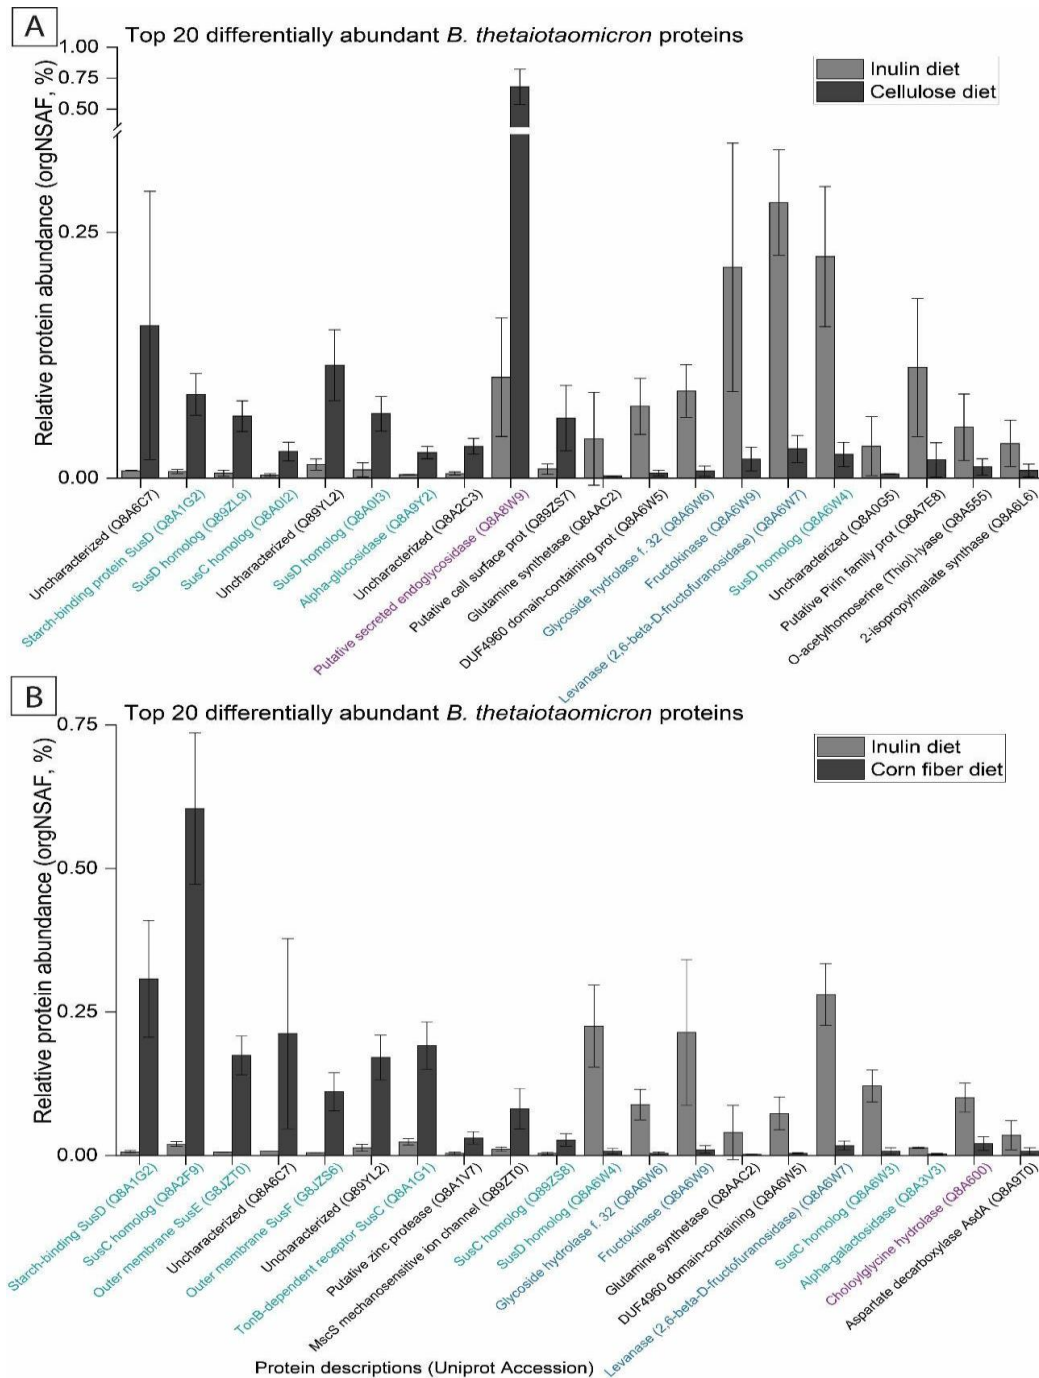 A
Top 20 differentially abundant B. thetaiotaomicron proteins
Relative protein abundance (orgNSAF, %)
1.00
0.75
0.50
0.25
0.00
Inulin diet
Cellulose diet
Uncharacterized (Q8A6C7)
Starch-binding protein SusD (Q8A1G2)
SusD homolog (Q89ZL9)
SusC homolog (Q8A0I2)
Uncharacterized (Q89YL2)
SusD homolog (Q8A0I3)
Alpha-glucosidase (Q8A9Y2)
Uncharacterized (Q8A2C3)
Putative secreted endoglycosidase (Q8A8W9)
Putative cell surface prot (Q89ZS7)
Glutamine synthetase (Q8AAC2)
DUF4960 domain-containing prot (Q8A6W5)
Glycoside hydrolase f. 32 (Q8A6W6)
Fructokinase (Q8A6W9)
Levanase (2,6-beta-D-fructofuranosidase) (Q8A6W7)
SusD homolog (Q8A6W4)
Uncharacterized (Q8A0G5)
Putative Pirin family prot (Q8A7E8)
O-acetylhomoserine (Thiol)-lyase (Q8A555)
2-isopropylmalate synthase (Q8A6L6)
B
Top 20 differentially abundant B. thetaiotaomicron proteins
Relative protein abundance (orgNSAF, %)
0.75
0.50
0.25
0.00
Inulin diet
Corn fiber diet
Starch-binding SusD (Q8A1G2)
SusC homolog (Q8A2F9)
Outer membrane SusE (G8JZT0)
Uncharacterized (Q8A6C7)
Outer membrane SusF (G8JZS6)
Uncharacterized (Q89YL2)
TonB-dependent receptor SusC (Q8A1G1)
Putative zinc protease (Q8A1V7)
MscS mechanosensitive ion channel (Q89ZT0)
SusC homolog (Q89ZS8)
SusD homolog (Q8A6W4)
Glycoside hydrolase f. 32 (Q8A6W6)
Fructokinase (Q8A6W9)
Glutamine synthetase (Q8AAC2)
DUF4960 domain-containing (Q8A6W5)
Levanase (2,6-beta-D-fructofuranosidase) (Q8A6W7)
SusC homolog (Q8A6W3)
Alpha-galactosidase (Q8A3V3)
Choloylglycine hydrolase (Q8A600)
Aspartate decarboxylase AsdA (Q8A9T0)
Protein descriptions (Uniprot Accession)